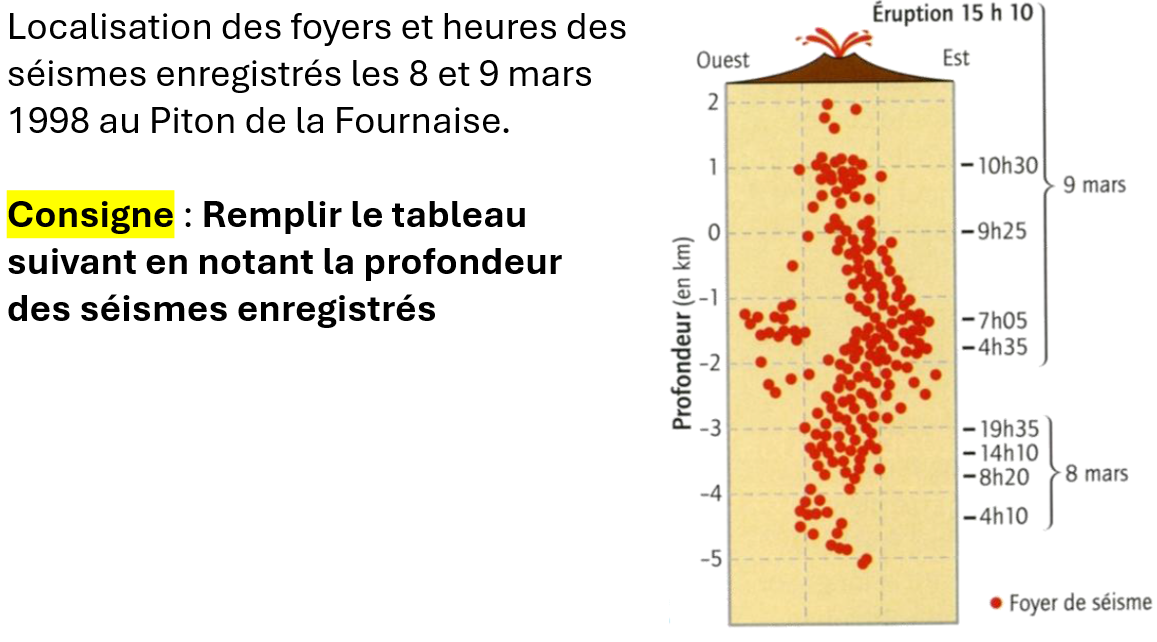 Localisation des foyers et heures des
séismes enregistrés les 8 et 9 mars
1998 au Piton de la Fournaise.
Consigne : Remplir le tableau
suivant en notant la profondeur
des séismes enregistrés
Éruption 15 h 10
Ouest
Est
Profondeur (en km)
2
1
0
-1
-2
-3
-4
-5
10h30
9h25
7h05
4h35
9 mars
19h35
14h10
8h20
4h10
8 mars
Foyer de séisme